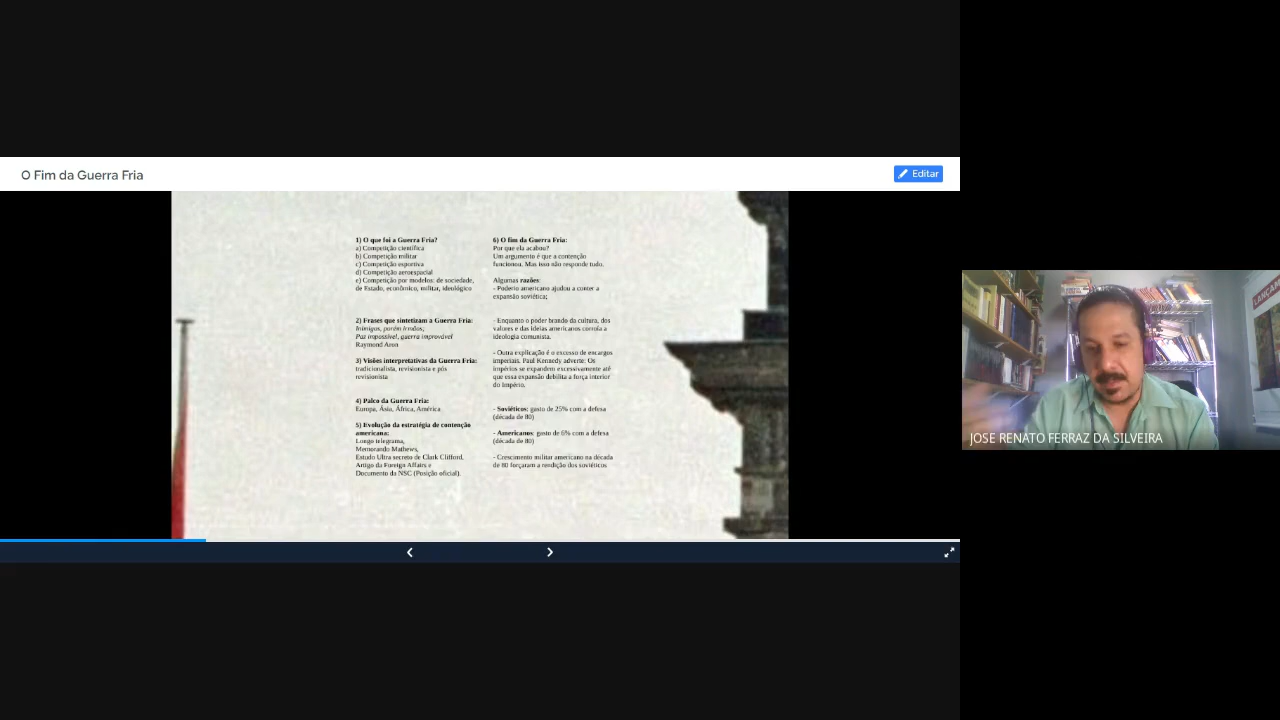 O Fim da Guerra Fria
Editar
1) O que foi a Guerra Fria?
a) Competição científica
b) Competição militar
c) Competição esportiva
d) Competição aeroespacial
e) Competição por modelos: de sociedade,
de Estado, econômico, militar, ideológico
2) Frases que sintetizam a Guerra Fria:
Inimigos, porém irmãos;
Paz impossível, guerra improvável
Raymond Aron
3) Visões interpretativas da Guerra Fria:
tradicionalista, revisionista e pós
revisionista
4) Palco da Guerra Fria:
Europa, Ásia, África, América
5) Evolução da estratégia de contenção
americana:
Longo telegrama,
Memorando Mathews,
Estudo Ultra secreto de Clark Clifford,
Artigo da Foreign Affairs e
Documento da NSC (Posição oficial).
6) O fim da Guerra Fria:
Por que ela acabou?
Um argumento é que a contenção
funcionou. Mas isso não responde tudo.
Algumas razões:
- Poderio americano ajudou a conter a
expansão soviética;
- Enquanto o poder brando da cultura, dos
valores e das ideias americanos corroía a
ideologia comunista.
- Outra explicação é o excesso de encargos
imperiais. Paul Kennedy adverte: Os
impérios se expandem excessivamente até
que essa expansão debilita a força interior
do Império.
- Soviéticos: gasto de 25% com a defesa
(década de 80)
- Americanos: gasto de 6% com a defesa
(década de 80)
- Crescimento militar americano na década
de 80 forçaram a rendição dos soviéticos
JOSE RENATO FERRAZ DA SILVEIRA